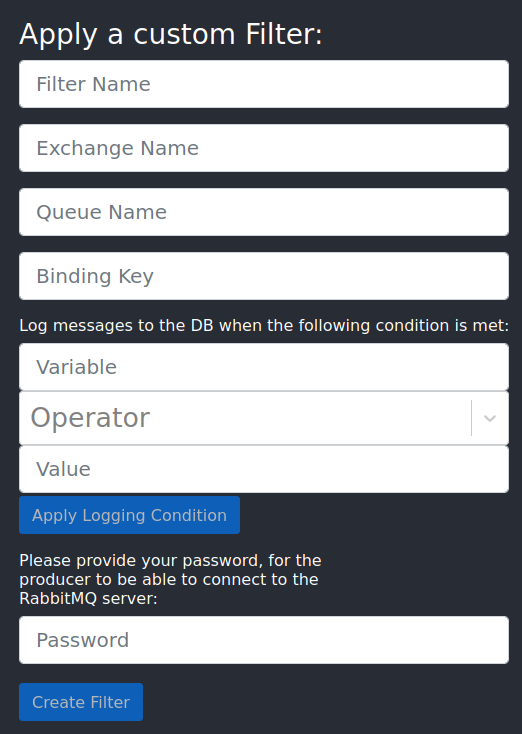 Apply a custom Filter:
Filter Name
Exchange Name
Queue Name
Binding Key
Log messages to the DB when the following condition is met:
Variable
Operator
Value
Apply Logging Condition
Please provide your password, for the
producer to be able to connect to the
RabbitMQ server:
Password
Create Filter